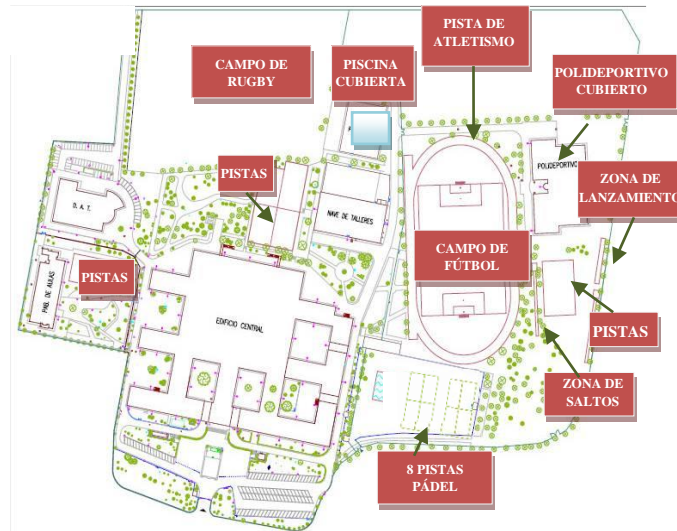 PISTA DE
ATLETISMO
CAMPO DE
RUGBY
PISCINA
CUBIERTA
POLIDEPORTIVO
CUBIERTO
POLIDEPORTIVO
PISTAS
ZONA DE
LANZAMIENTO
D. A. T.
NAVE DE TALLERES
CAMPO DE
FÚTBOL
PISTAS
PAB. DE AULAS
EDIFICIO CENTRAL
PISTAS
ZONA DE
SALTOS
8 PISTAS
PÁDEL